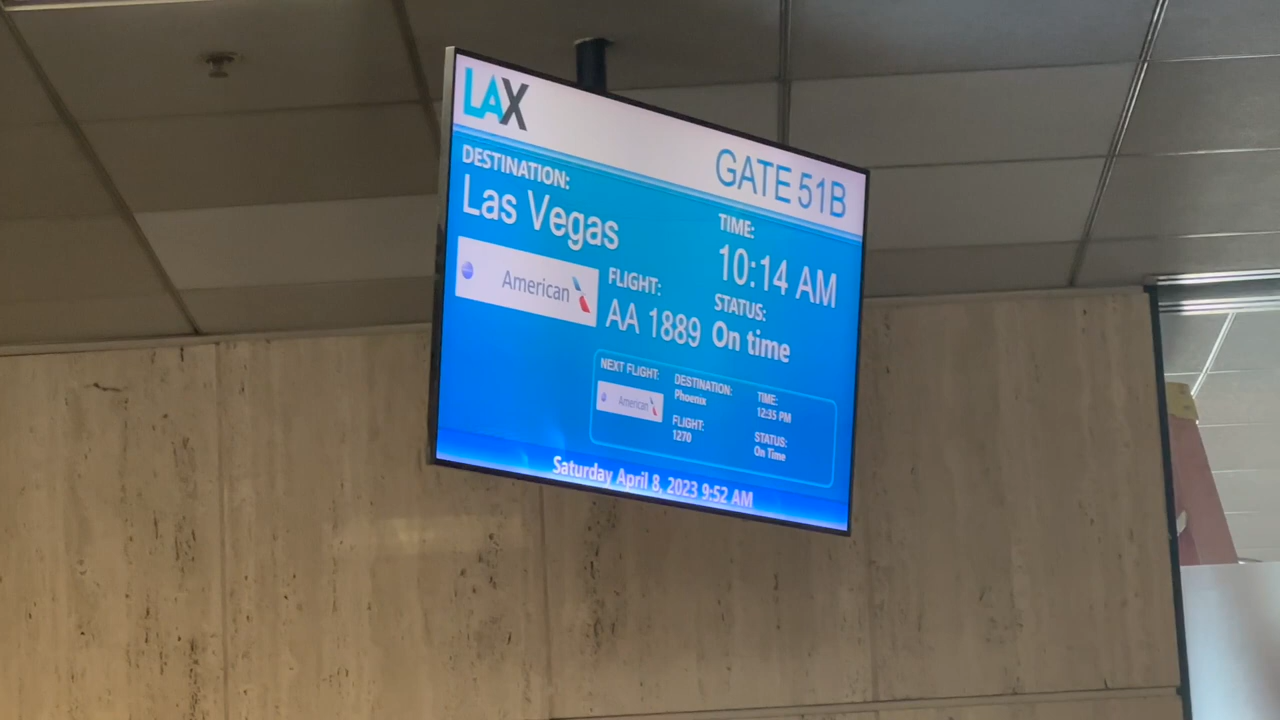 LAX
GATE 51B
DESTINATION:
Las Vegas
TIME:
10:14 AM
American
FLIGHT:
AA 1889
STATUS:
On time
NEXT FLIGHT:
American
DESTINATION:
Phoenix
TIME:
12:35 PM
FLIGHT:
1270
STATUS:
On Time
Saturday April 8, 2023 9:52 AM